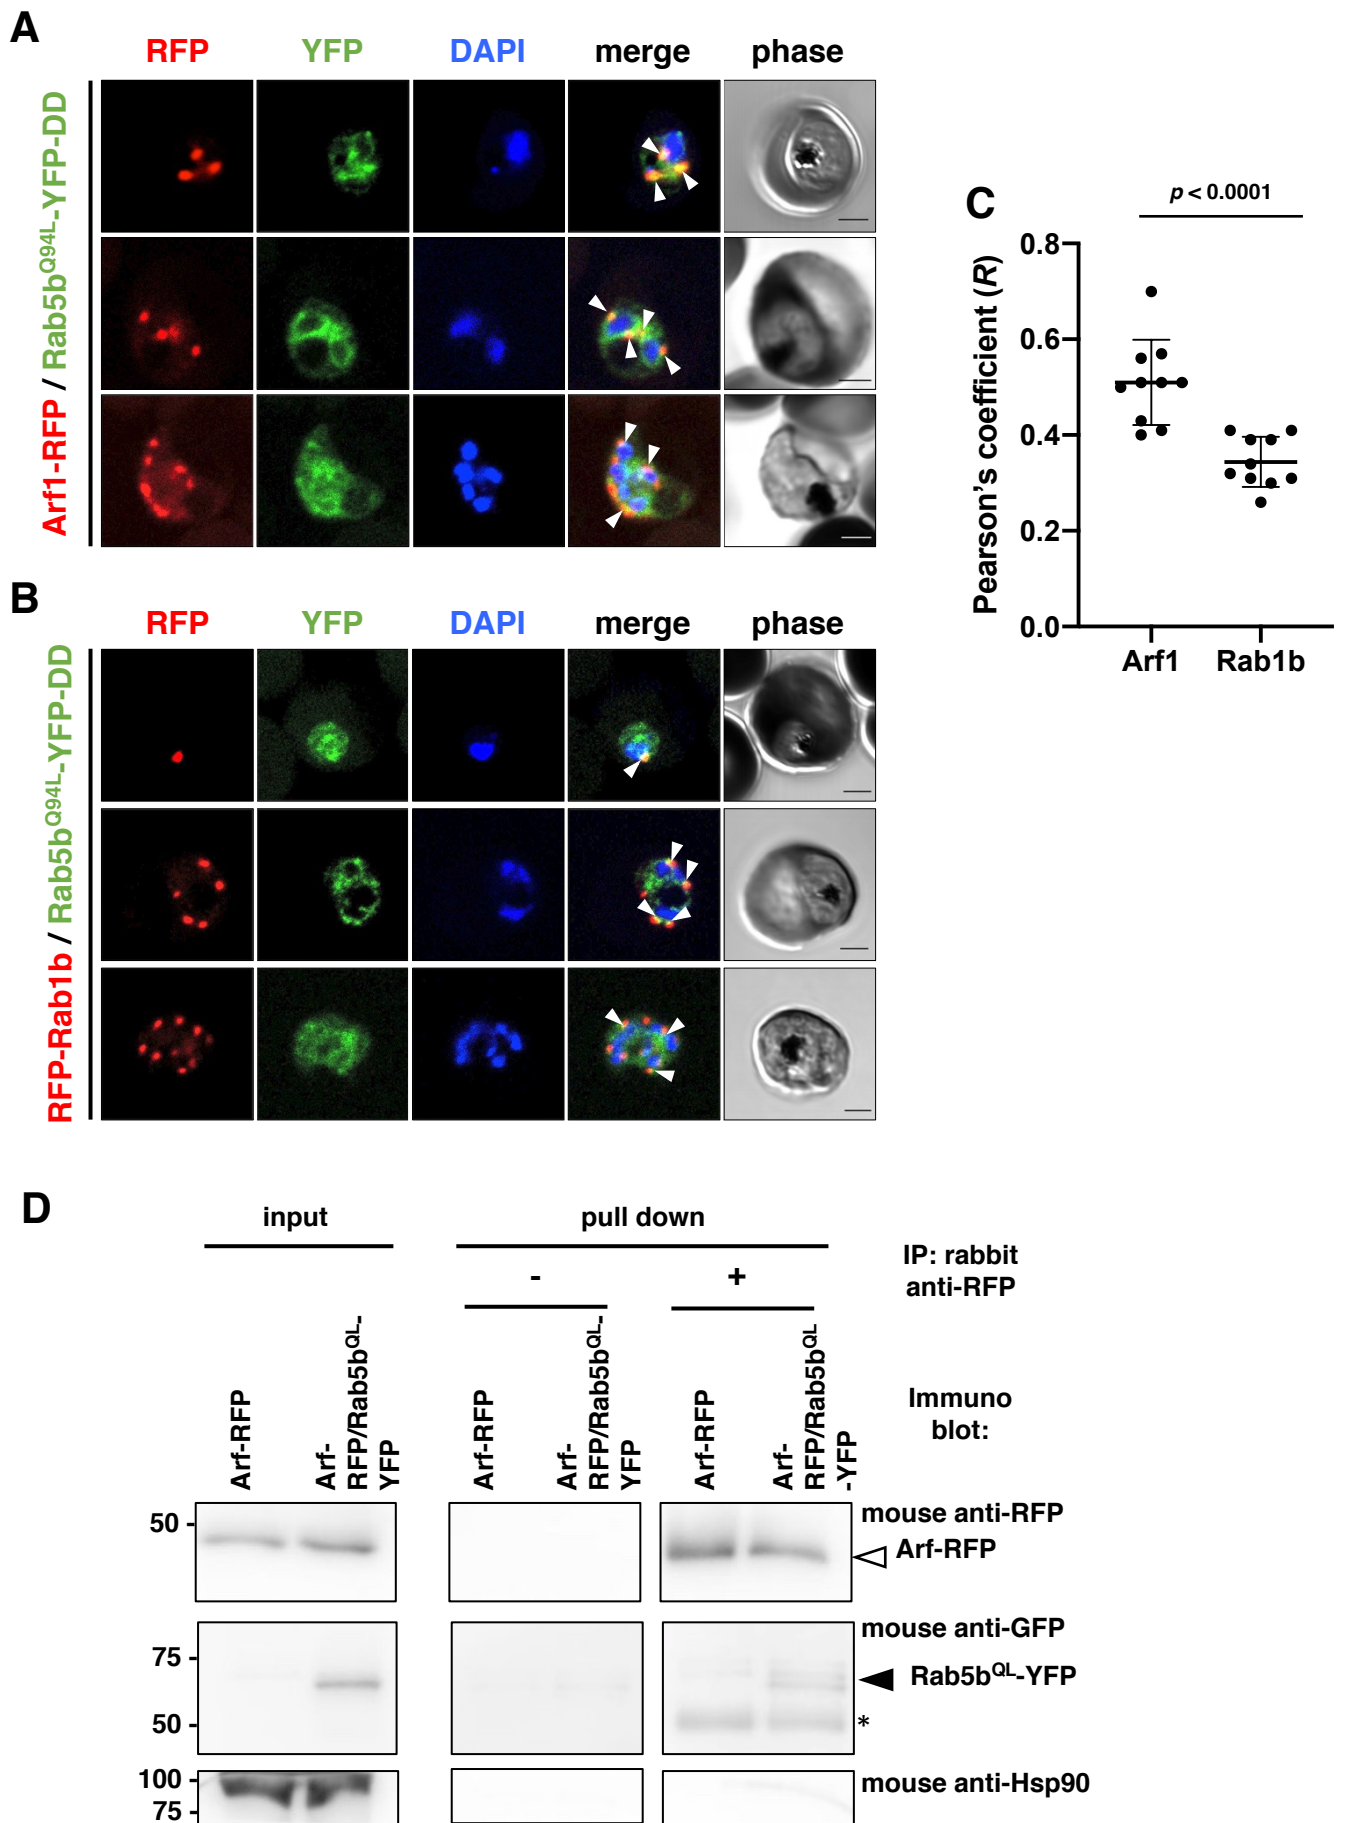 A
RFP YFP DAPI merge phase
Arf1-RFP / Rab5bQ94L-YFP-DD
B
RFP YFP DAPI merge phase
RFP-Rab1b / Rab5bQ94L-YFP-DD
C
p < 0.0001
Pearson's coefficient (R)
0.8
0.6
0.4
0.2
0.0
Arf1 Rab1b
D
input pull down
- +
IP: rabbit
anti-RFP
Arf-RFP
Arf-
RFP/Rab5bQL-
YFP
Arf-RFP
Arf-
RFP/Rab5bQL-
YFP
Arf-RFP
Arf-
RFP/Rab5bQL
-YFP
Immuno
blot:
50 -
mouse anti-RFP
Arf-RFP
75 -
50 -
mouse anti-GFP
Rab5bQL-YFP
*
100 -
75 -
mouse anti-Hsp90